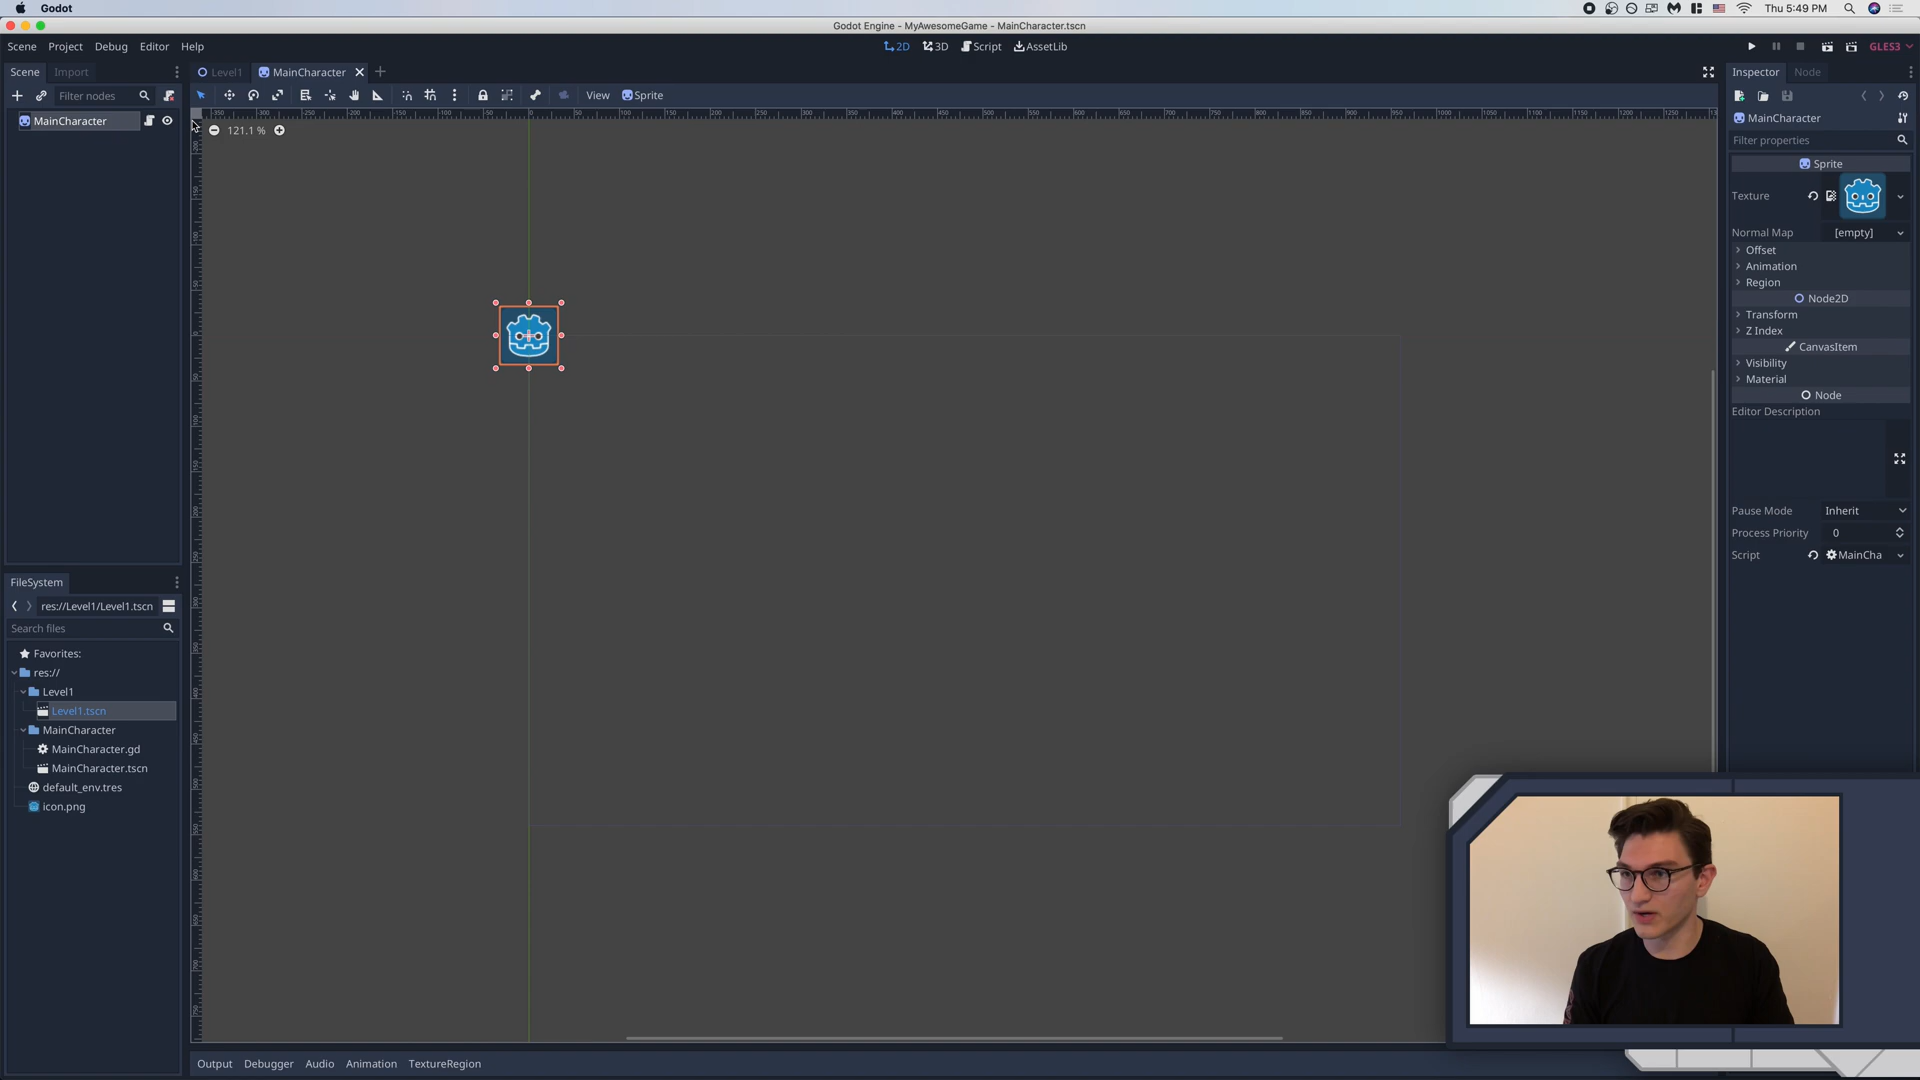 Godot
Thu 5:49 PM
Godot Engine - MyAwesomeGame - MainCharacter.tscn
Scene Project Debug Editor Help
2D 3D Script AssetLib
GLES3
Scene Import
Level1 MainCharacter
Inspector Node
Filter nodes
View Sprite
MainCharacter
121.1 %
MainCharacter
Filter properties
Sprite
Texture
Normal Map [empty]
Offset
Animation
Region
Node2D
Transform
Z Index
CanvasItem
Visibility
Material
Node
Editor Description
Pause Mode Inherit
Process Priority 0
Script MainCha
FileSystem
res://Level1/Level1.tscn
Search files
Favorites:
res://
Level1
Level1.tscn
MainCharacter
MainCharacter.gd
MainCharacter.tscn
default_env.tres
icon.png
Output Debugger Audio Animation TextureRegion